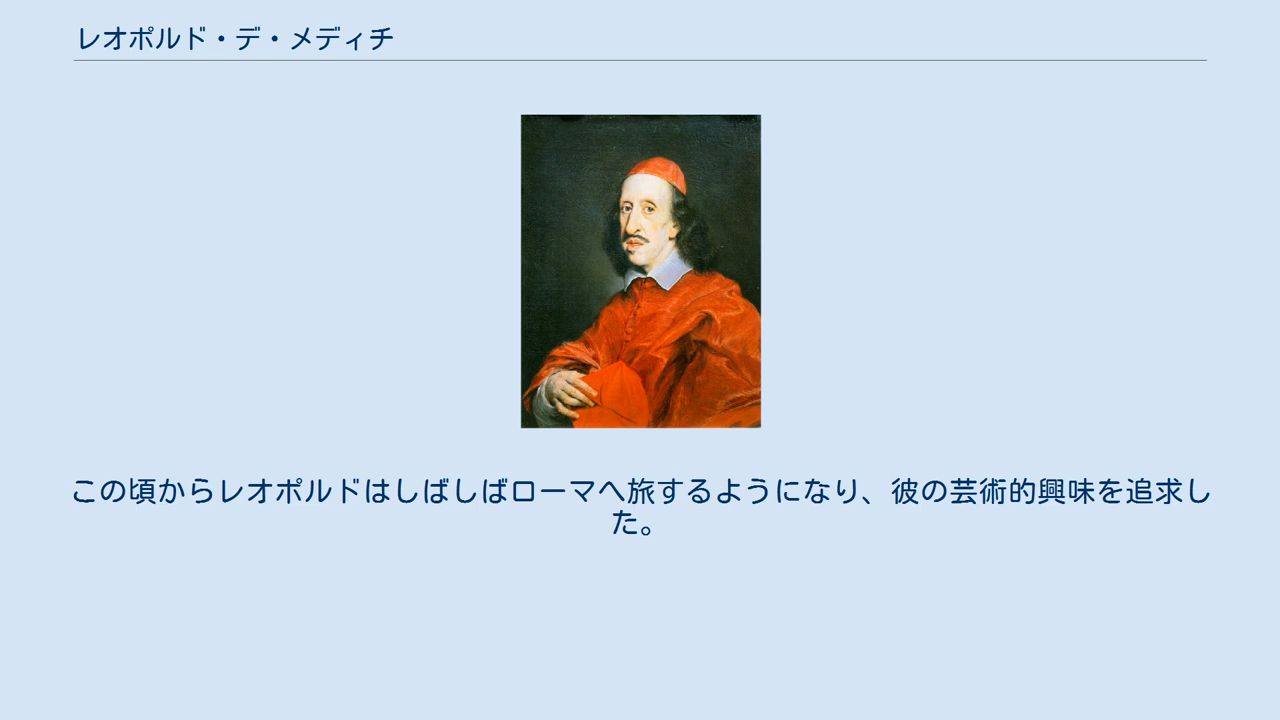 レオポルド・デ・メディチ
この頃からレオポルドはしばしばローマへ旅するようになり、彼の芸術的興味を追求し
た。